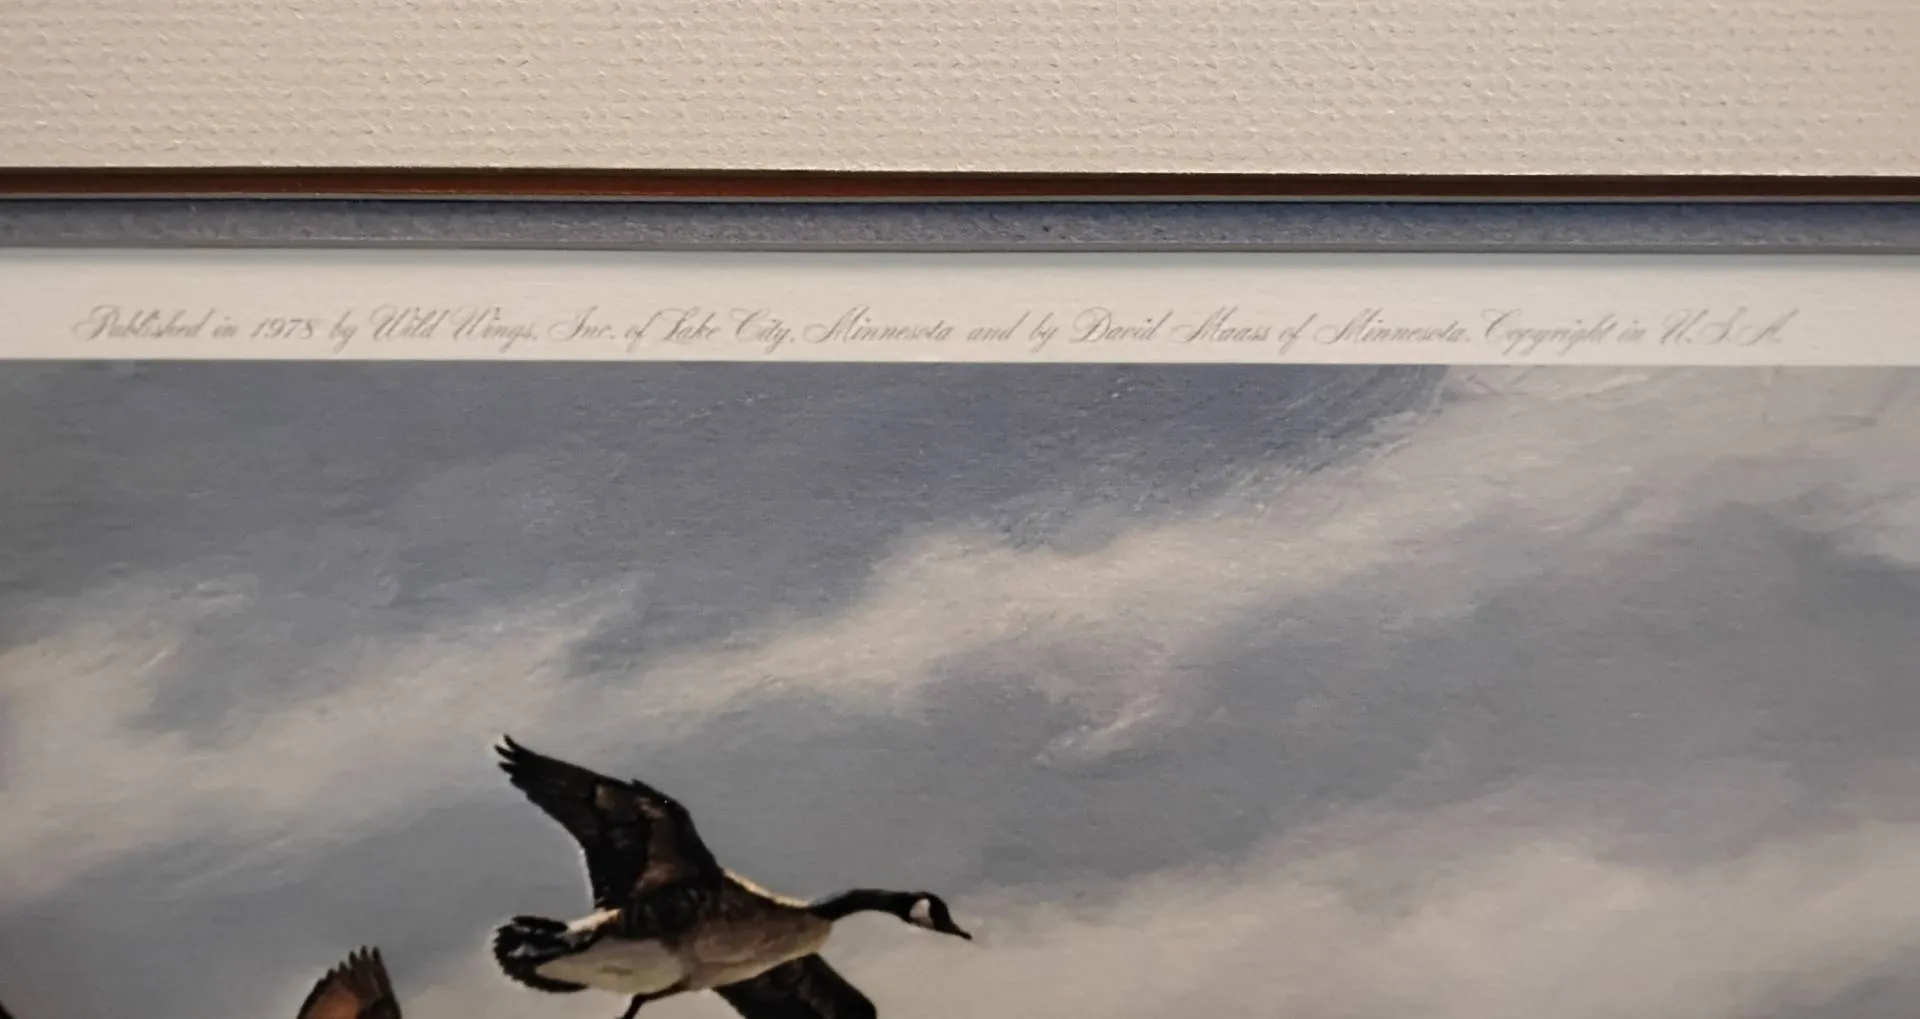 Published in 1978 by Wild Wings, Inc. of Lake City, Minnesota and by David Maass of Minnesota. Copyright in U.S.A.